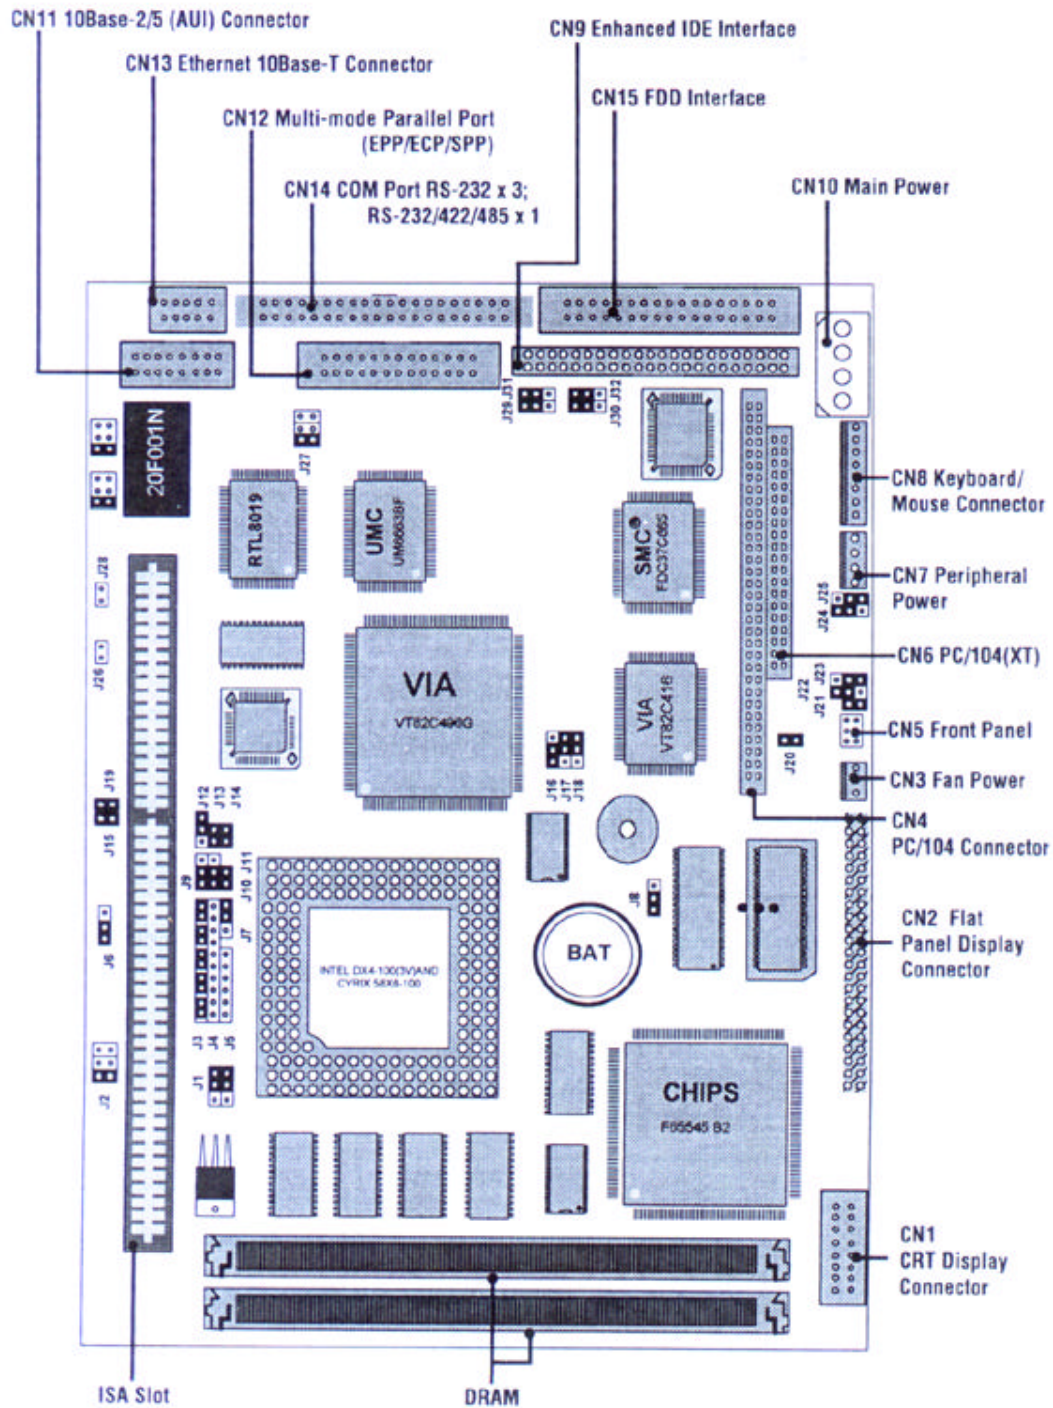 CN11 10Base-2/5 (AUI) Connector
CN9 Enhanced IDE Interface
CN13 Ethernet 10Base-T Connector
CN15 FDD Interface
CN12 Multi-mode Parallel Port
(EPP/ECP/SPP)
CN14 COM Port RS-232 x 3;
RS-232/422/485 x 1
CN10 Main Power
J29
J31
J30
J32
20F001N
J27
CN8 Keyboard/
Mouse Connector
RTL8019
UMC
UM8663BF
SMC®
FDC37C665
J28
CN7 Peripheral
Power
J24
J25
J26
VIA
VT82C496G
VIA
VT82C416
CN6 PC/104(XT)
J22
J23
J21
CN5 Front Panel
J20
J16
J17
J18
CN3 Fan Power
J19
J15
J12
J13
J14
CN4
PC/104 Connector
J9
J11
J10
J8
J7
J6
BAT
CN2 Flat
Panel Display
Connector
INTEL DX4-100(3V)AND
CYRIX 58X6-100
J3
J4
J5
J1
J2
CHIPS
F65545 B2
CN1
CRT Display
Connector
ISA Slot
DRAM